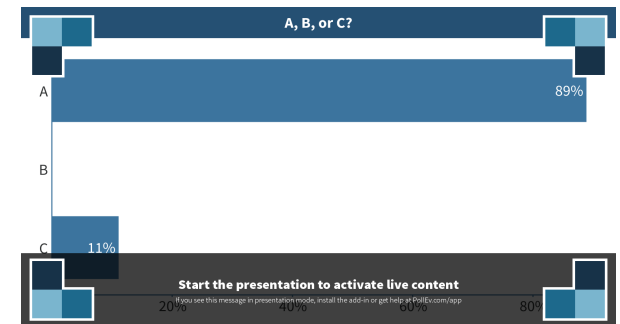 A, B, or C?
A
89%
B
C
11%
Start the presentation to activate live content
If you see this message in presentation mode, install the add-in or get help at PollEv.com/app
20%
40%
60%
80%